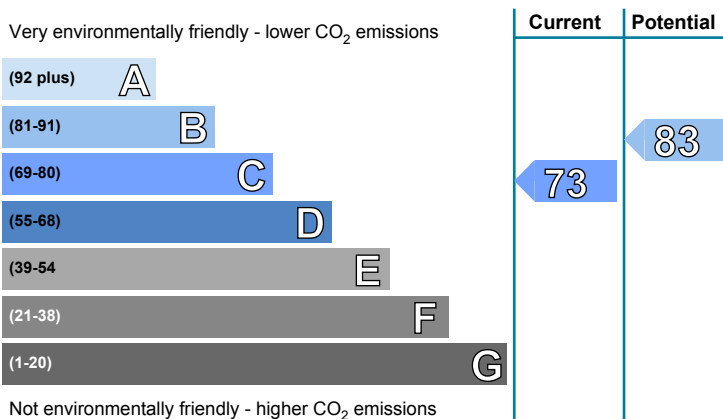 Very environmentally friendly - lower CO₂ emissions
Current
Potential
(92 plus) A
(81-91) B
83
(69-80) C
73
(55-68) D
(39-54 E
(21-38) F
(1-20) G
Not environmentally friendly - higher CO₂ emissions